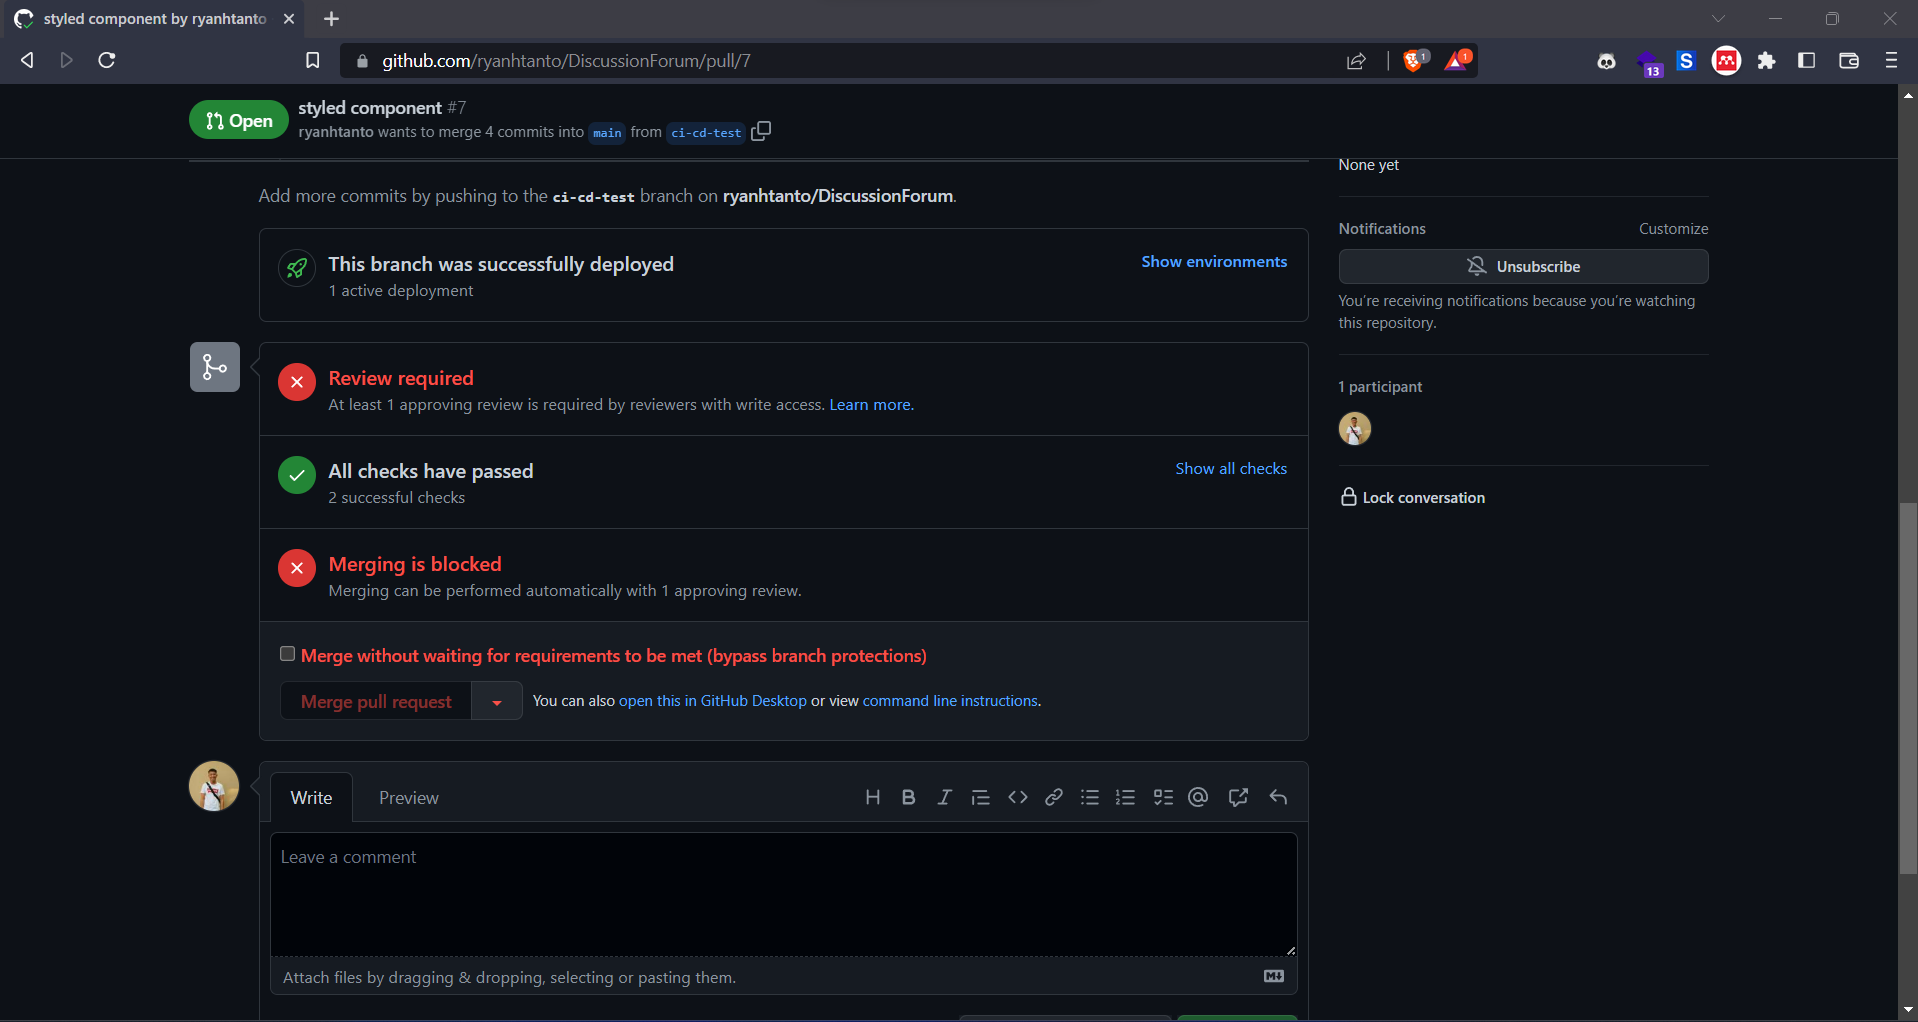 styled component by ryanhtanto
github.com/ryanhtanto/DiscussionForum/pull/7
1
1
13
S
Open
styled component #7
ryanhtanto wants to merge 4 commits into main from ci-cd-test
None yet
Add more commits by pushing to the ci-cd-test branch on ryanhtanto/DiscussionForum.
Notifications
Customize
Unsubscribe
You're receiving notifications because you're watching
this repository.
This branch was successfully deployed
1 active deployment
Show environments
Review required
At least 1 approving review is required by reviewers with write access. Learn more.
1 participant
All checks have passed
2 successful checks
Show all checks
Lock conversation
Merging is blocked
Merging can be performed automatically with 1 approving review.
Merge without waiting for requirements to be met (bypass branch protections)
Merge pull request
You can also open this in GitHub Desktop or view command line instructions.
Write
Preview
Leave a comment
Attach files by dragging & dropping, selecting or pasting them.